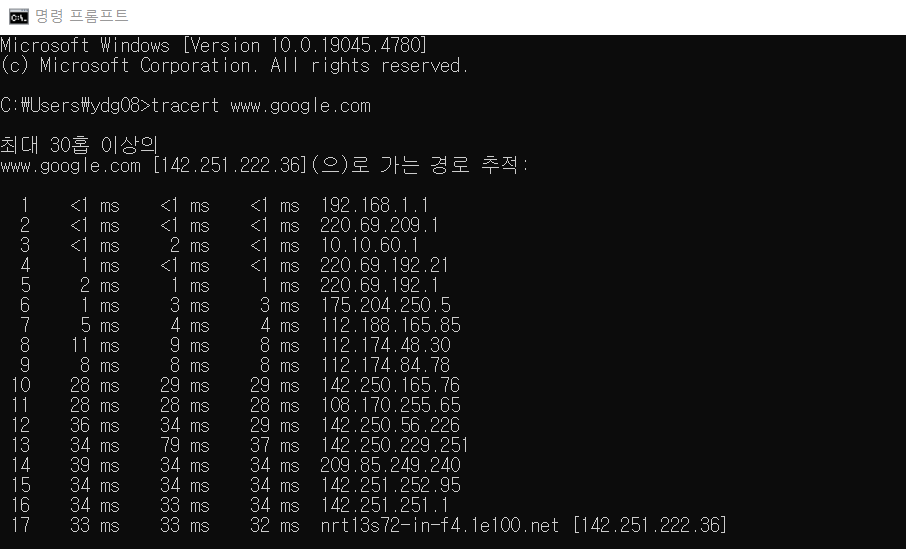 명령 프롬프트
Microsoft Windows [Version 10.0.19045.4780]
(c) Microsoft Corporation. All rights reserved.
C:₩Users₩ydg08>tracert www.google.com
최대 30홉 이상의
www.google.com [142.251.222.36](으)로 가는 경로 추적:
1 <1 ms <1 ms <1 ms 192.168.1.1
2 <1 ms <1 ms <1 ms 220.69.209.1
3 <1 ms 2 ms <1 ms 10.10.60.1
4 1 ms <1 ms <1 ms 220.69.192.21
5 2 ms 1 ms 1 ms 220.69.192.1
6 1 ms 3 ms 3 ms 175.204.250.5
7 5 ms 4 ms 4 ms 112.188.165.85
8 11 ms 9 ms 8 ms 112.174.48.30
9 8 ms 8 ms 8 ms 112.174.84.78
10 28 ms 29 ms 29 ms 142.250.165.76
11 28 ms 28 ms 28 ms 108.170.255.65
12 36 ms 34 ms 29 ms 142.250.56.226
13 34 ms 79 ms 37 ms 142.250.229.251
14 39 ms 34 ms 34 ms 209.85.249.240
15 34 ms 34 ms 34 ms 142.251.252.95
16 34 ms 33 ms 34 ms 142.251.251.1
17 33 ms 33 ms 32 ms nrt13s72-in-f4.1e100.net [142.251.222.36]